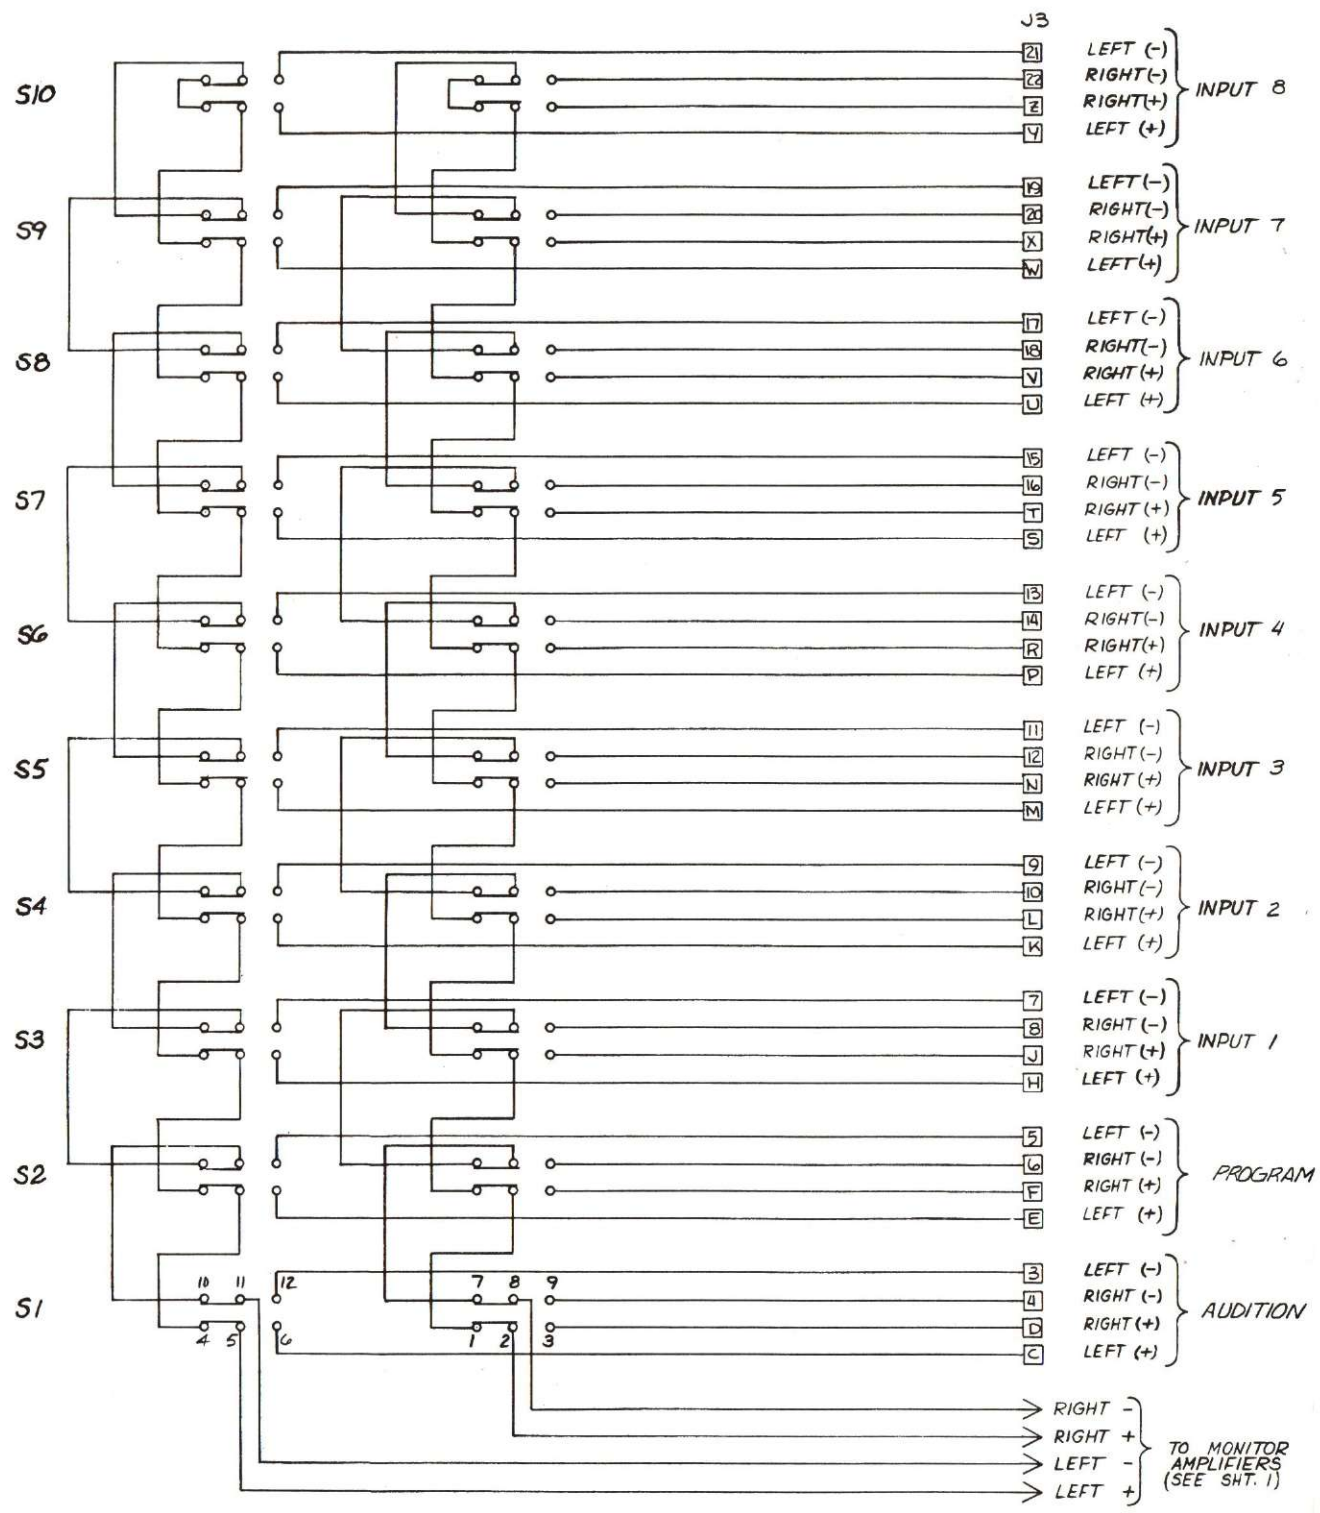 J3
21 LEFT (-)
22 RIGHT (-)
S10 INPUT 8
Z RIGHT (+)
Y LEFT (+)
19 LEFT (-)
20 RIGHT (-)
S9 INPUT 7
X RIGHT (+)
W LEFT (+)
17 LEFT (-)
18 RIGHT (-)
S8 INPUT 6
V RIGHT (+)
U LEFT (+)
15 LEFT (-)
16 RIGHT (-)
S7 INPUT 5
T RIGHT (+)
S LEFT (+)
13 LEFT (-)
14 RIGHT (-)
S6 INPUT 4
R RIGHT (+)
P LEFT (+)
11 LEFT (-)
12 RIGHT (-)
S5 INPUT 3
N RIGHT (+)
M LEFT (+)
9 LEFT (-)
10 RIGHT (-)
S4 INPUT 2
L RIGHT (+)
K LEFT (+)
7 LEFT (-)
8 RIGHT (-)
S3 INPUT 1
J RIGHT (+)
H LEFT (+)
5 LEFT (-)
6 RIGHT (-)
S2 PROGRAM
F RIGHT (+)
E LEFT (+)
3 LEFT (-)
10 11 12 7 8 9
4 RIGHT (-)
S1 AUDITION
D RIGHT (+)
4 5 6 1 2 3
C LEFT (+)
RIGHT -
RIGHT +
LEFT -
LEFT +
TO MONITOR
AMPLIFIERS
(SEE SHT. 1)